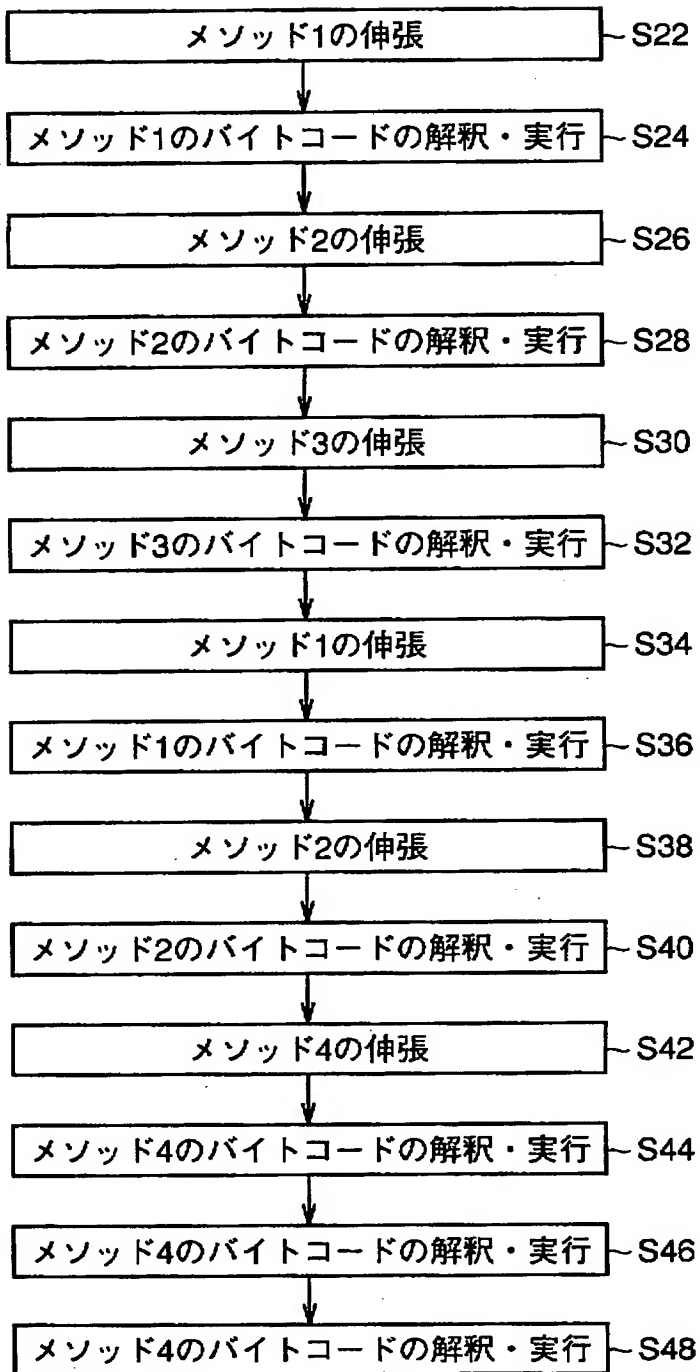 メソッド1の伸張 ~S22
メソッド1のバイトコードの解釈・実行 ~S24
メソッド2の伸張 ~S26
メソッド2のバイトコードの解釈・実行 ~S28
メソッド3の伸張 ~S30
メソッド3のバイトコードの解釈・実行 ~S32
メソッド1の伸張 ~S34
メソッド1のバイトコードの解釈・実行 ~S36
メソッド2の伸張 ~S38
メソッド2のバイトコードの解釈・実行 ~S40
メソッド4の伸張 ~S42
メソッド4のバイトコードの解釈・実行 ~S44
メソッド4のバイトコードの解釈・実行 ~S46
メソッド4のバイトコードの解釈・実行 ~S48